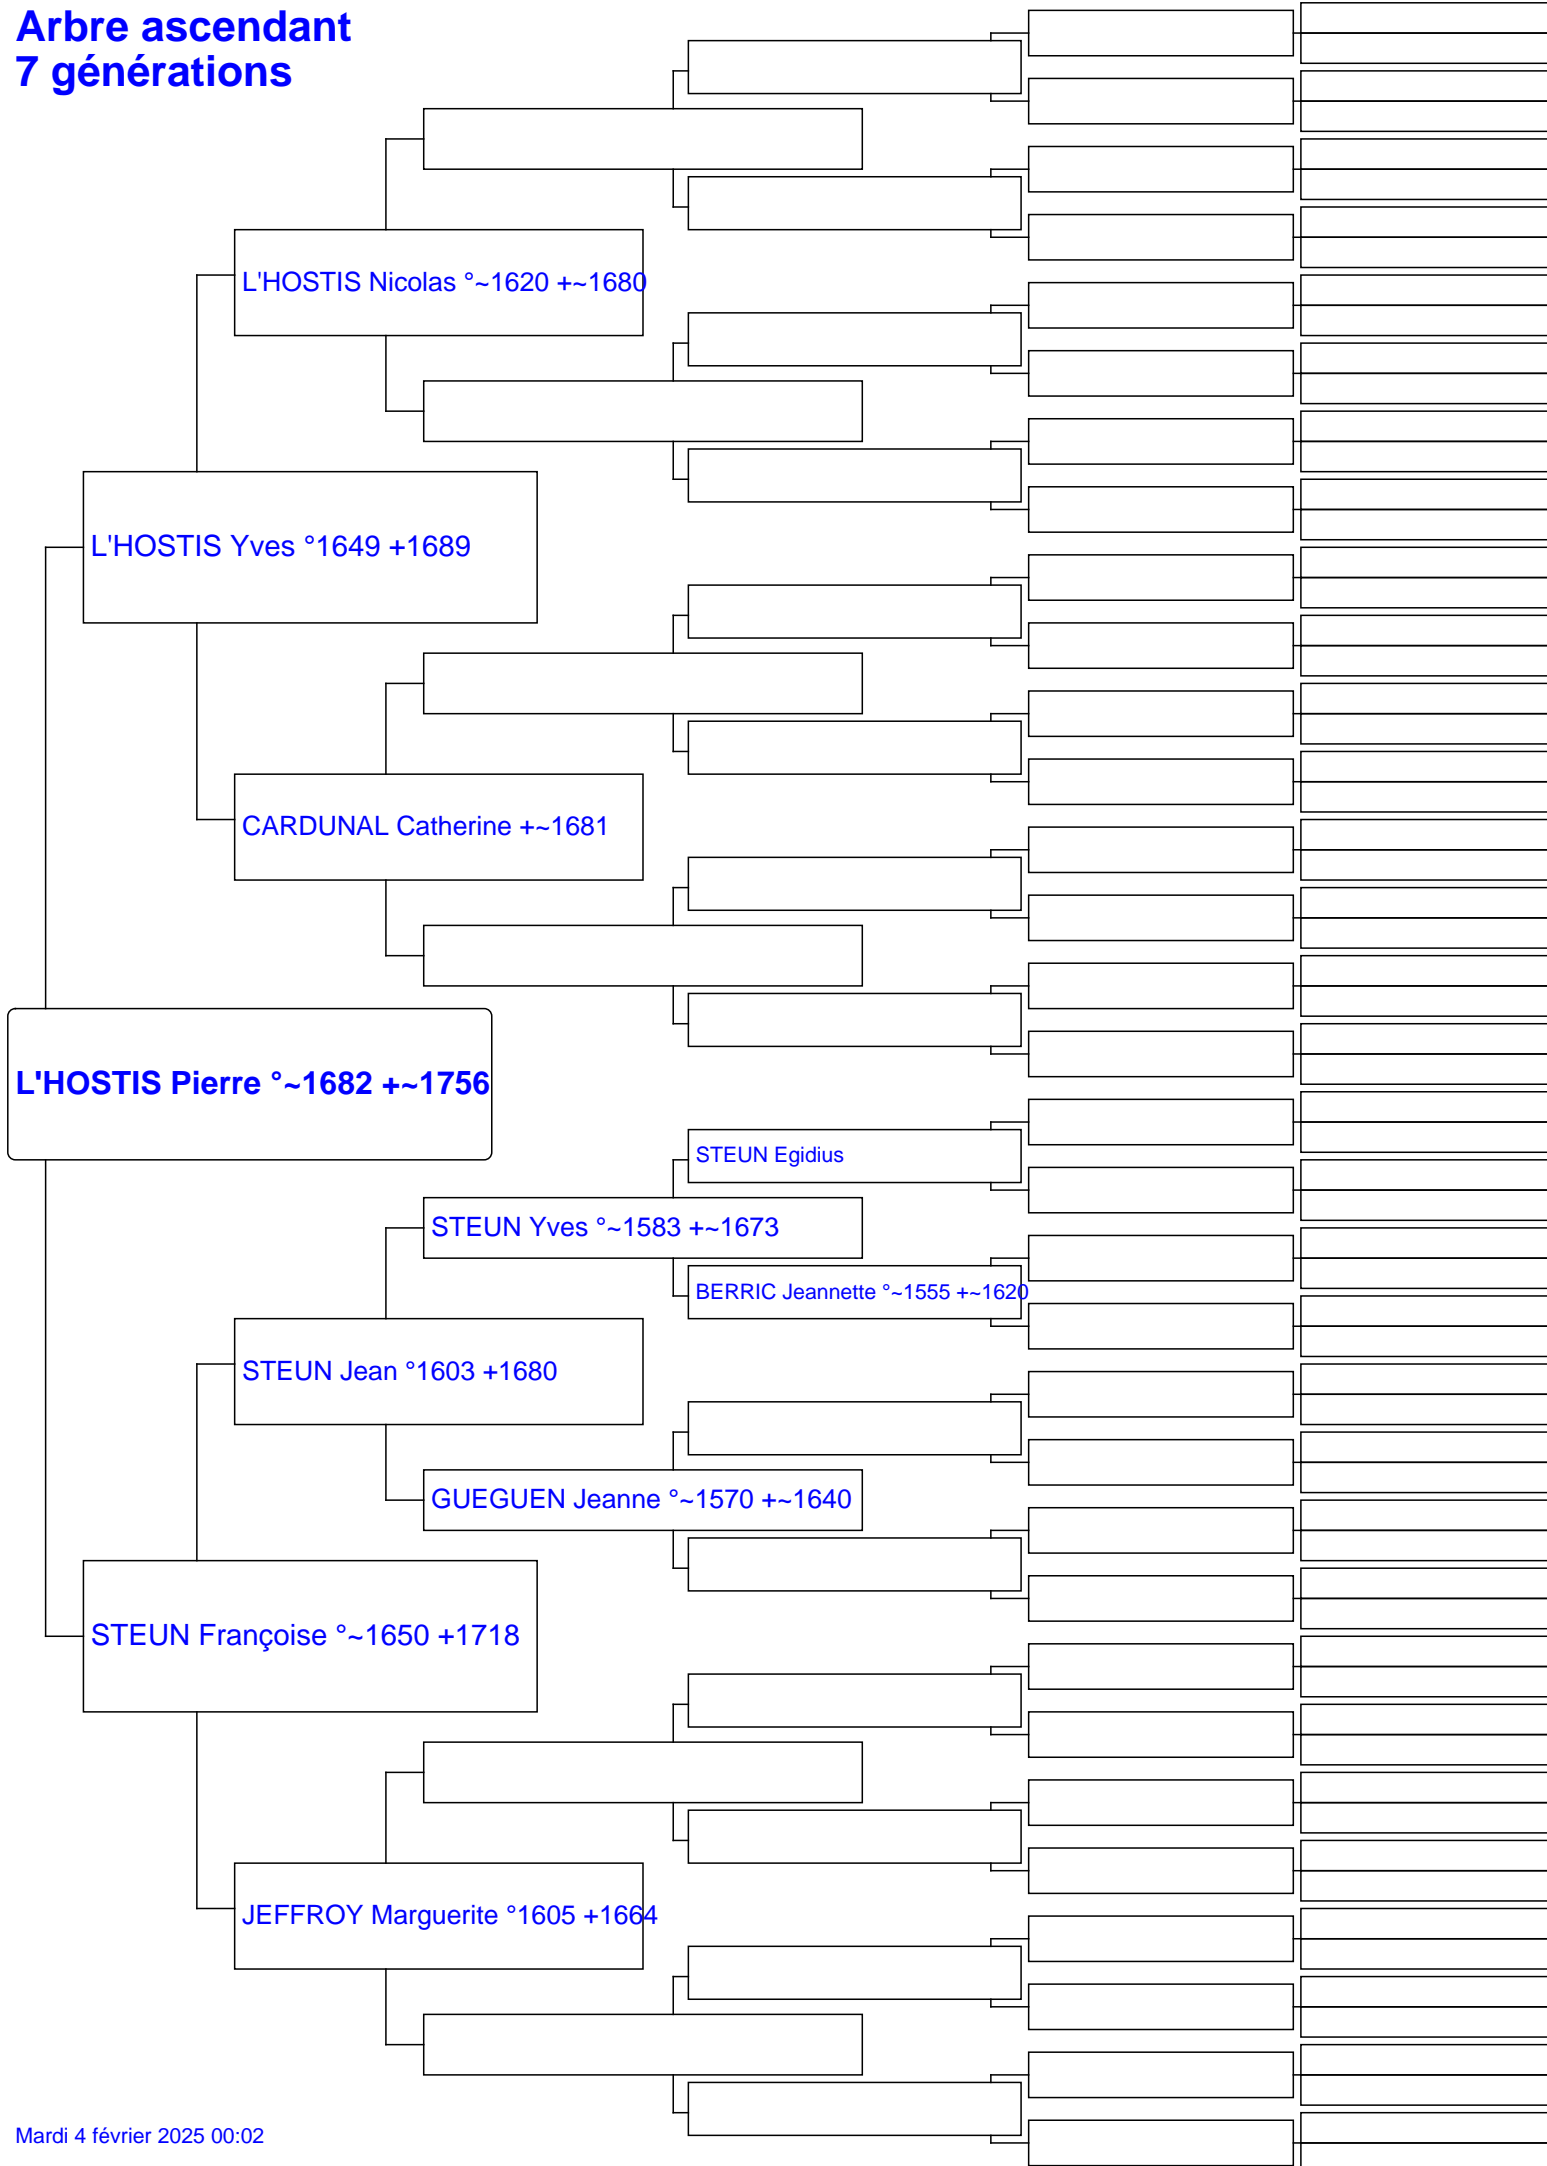 Arbre ascendant
7 générations
L'HOSTIS Nicolas °~1620 +~1680
L'HOSTIS Yves °1649 +1689
CARDUNAL Catherine +~1681
L'HOSTIS Pierre °~1682 +~1756
STEUN Egidius
STEUN Yves °~1583 +~1673
BERRIC Jeannette °~1555 +~1620
STEUN Jean °1603 +1680
GUEGUEN Jeanne °~1570 +~1640
STEUN Françoise °~1650 +1718
JEFFROY Marguerite °1605 +1664
Mardi 4 février 2025 00:02